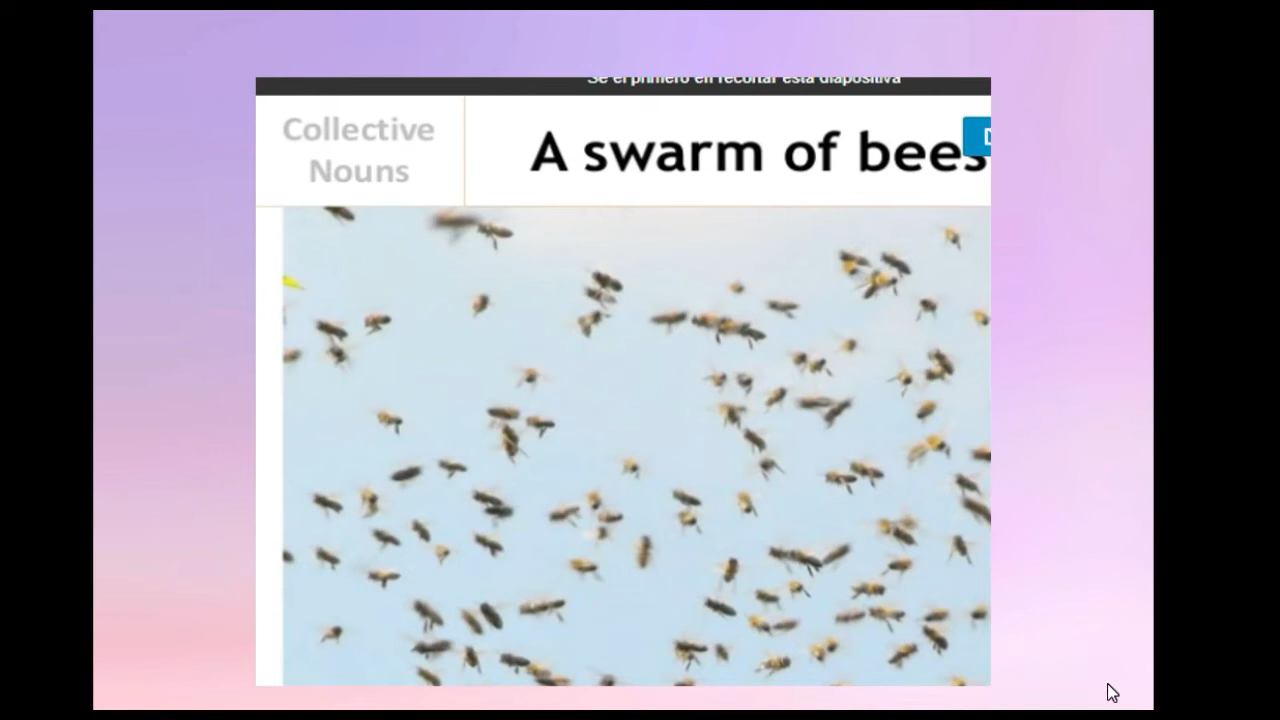 Sé el primero en recortar esta diapositiva
Collective
Nouns
A swarm of bees